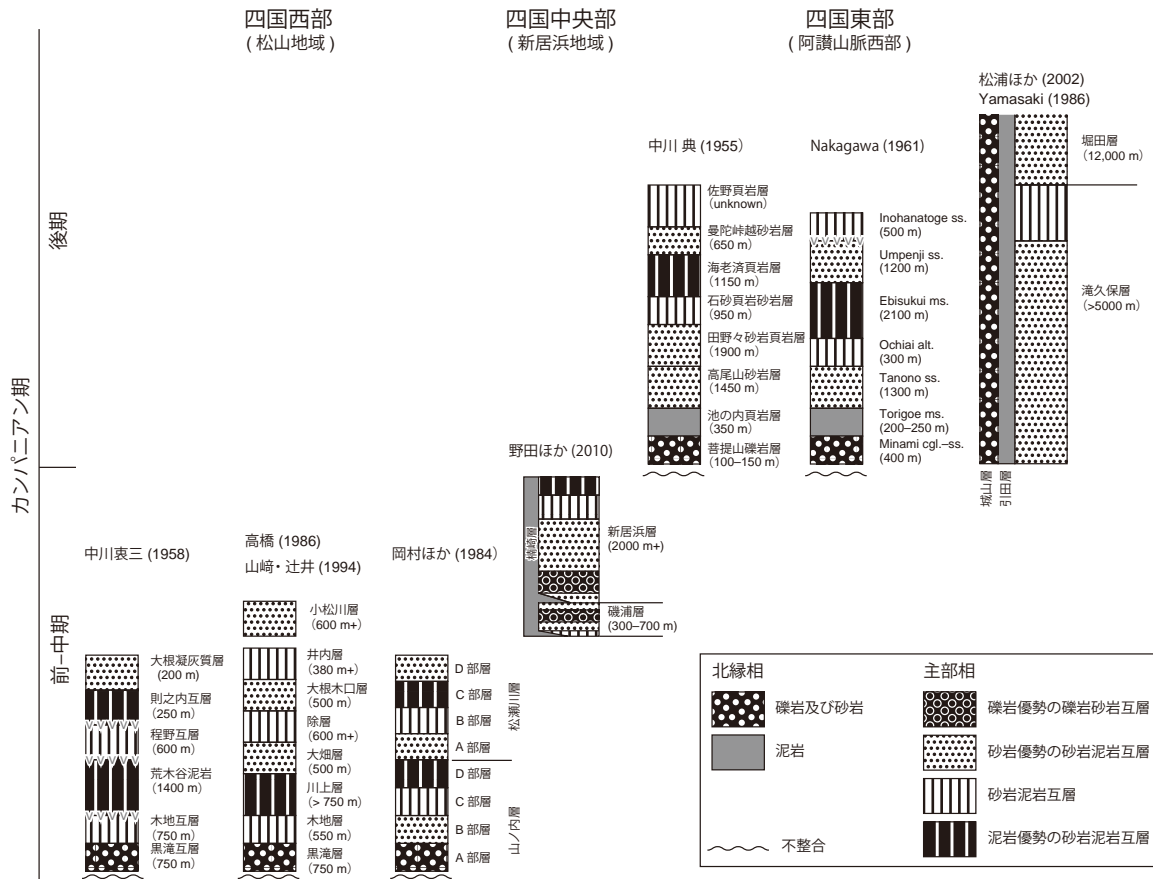 四国西部
(松山地域)
四国中央部
(新居浜地域)
四国東部
(阿讃山脈西部)
カンパニアン期
後期
前–中期
中川衷三 (1958)
大根凝灰質層
(200 m)
則之内互層
(250 m)
程野互層
(600 m)
荒木谷泥岩
(1400 m)
木地互層
(750 m)
黒滝互層
(750 m)
高橋 (1986)
山﨑・辻井 (1994)
小松川層
(600 m+)
井内層
(380 m+)
大根木口層
(500 m)
除層
(600 m+)
大畑層
(500 m)
川上層
(> 750 m)
木地層
(550 m)
黒滝層
(750 m)
岡村ほか (1984)
D 部層
C 部層
B 部層
A 部層
松瀬川層
D 部層
C 部層
B 部層
A 部層
山ノ内層
野田ほか (2010)
楠崎層
新居浜層
(2000 m+)
磯浦層
(300–700 m)
中川 典 (1955)
佐野頁岩層
(unknown)
曼陀峠越砂岩層
(650 m)
海老済頁岩層
(1150 m)
石砂頁岩砂岩層
(950 m)
田野々砂岩頁岩層
(1900 m)
高尾山砂岩層
(1450 m)
池の内頁岩層
(350 m)
菩提山礫岩層
(100–150 m)
Nakagawa (1961)
Inohanatoge ss.
(500 m)
Umpenji ss.
(1200 m)
Ebisukui ms.
(2100 m)
Ochiai alt.
(300 m)
Tanono ss.
(1300 m)
Torigoe ms.
(200–250 m)
Minami cgl.–ss.
(400 m)
松浦ほか (2002)
Yamasaki (1986)
堀田層
(12,000 m)
滝久保層
(>5000 m)
城山層
引田層
北縁相
礫岩及び砂岩
泥岩
不整合
主部相
礫岩優勢の礫岩砂岩互層
砂岩優勢の砂岩泥岩互層
砂岩泥岩互層
泥岩優勢の砂岩泥岩互層